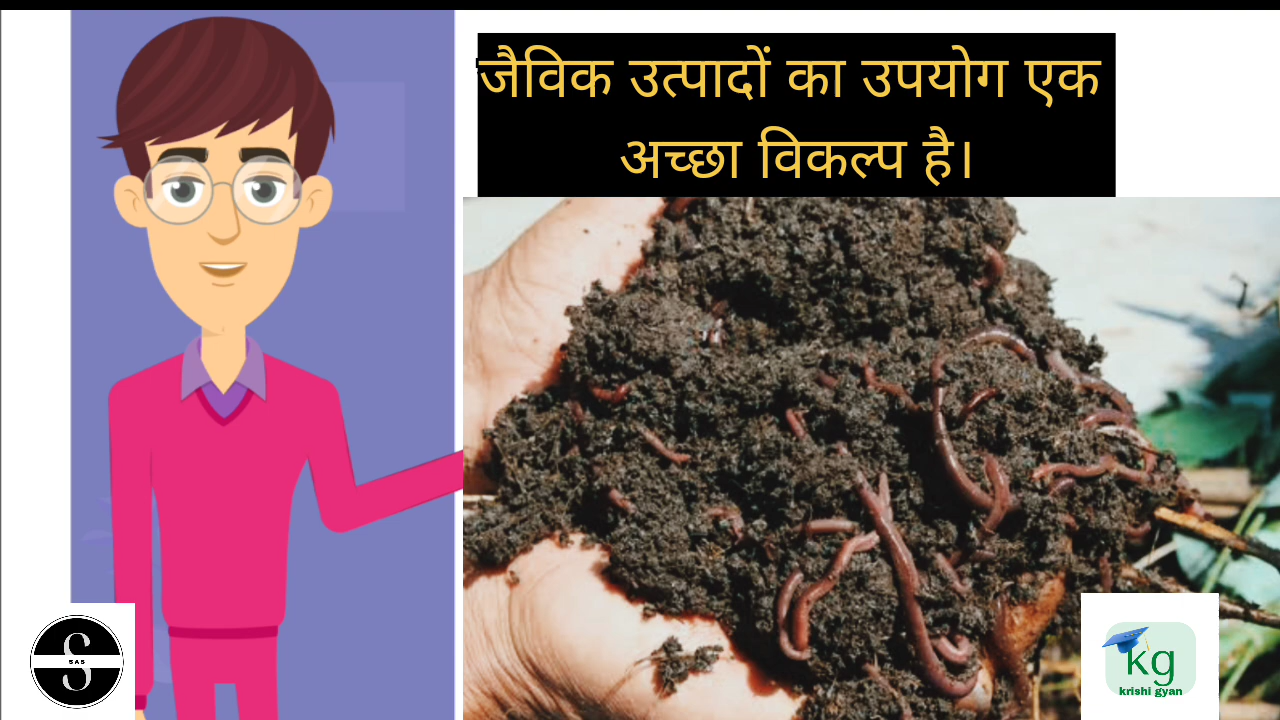 जैविक उत्पादों का उपयोग एक
अच्छा विकल्प है।
S
SAS
kg
krishi gyan